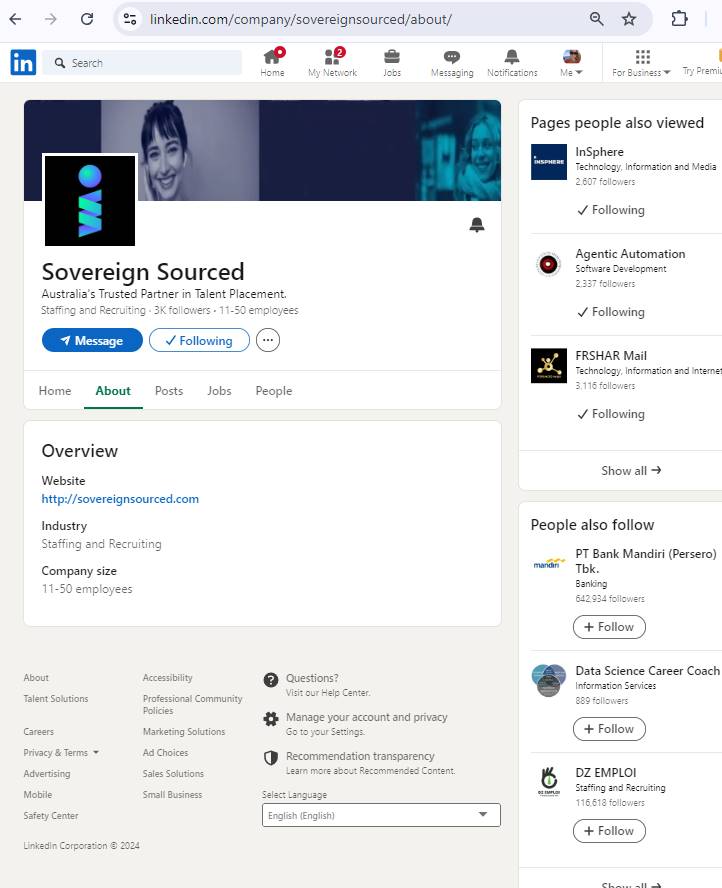 linkedin.com/company/sovereignsourced/about/
in
Search
Home
2
My Network
Jobs
Messaging
Notifications
Me
For Business
Try Premiu
Sovereign Sourced
Australia's Trusted Partner in Talent Placement.
Staffing and Recruiting · 3K followers · 11-50 employees
Message
Following
Home
About
Posts
Jobs
People
Overview
Website
http://sovereignsourced.com
Industry
Staffing and Recruiting
Company size
11-50 employees
Pages people also viewed
INSPHERE
InSphere
Technology, Information and Media
2,607 followers
Following
Agentic Automation
Software Development
2,337 followers
Following
FRSHAR Mail
Technology, Information and Internet
3,116 followers
Following
Show all
People also follow
mandiri
PT Bank Mandiri (Persero)
Tbk.
Banking
642,934 followers
+ Follow
Data Science Career Coach
Information Services
889 followers
+ Follow
DZ EMPLOI
DZ EMPLOI
Staffing and Recruiting
116,618 followers
+ Follow
Show all
About
Accessibility
Talent Solutions
Professional Community
Policies
Careers
Marketing Solutions
Privacy & Terms
Ad Choices
Advertising
Sales Solutions
Mobile
Small Business
Safety Center
Questions?
Visit our Help Center.
Manage your account and privacy
Go to your Settings.
Recommendation transparency
Learn more about Recommended Content.
Select Language
English (English)
LinkedIn Corporation © 2024